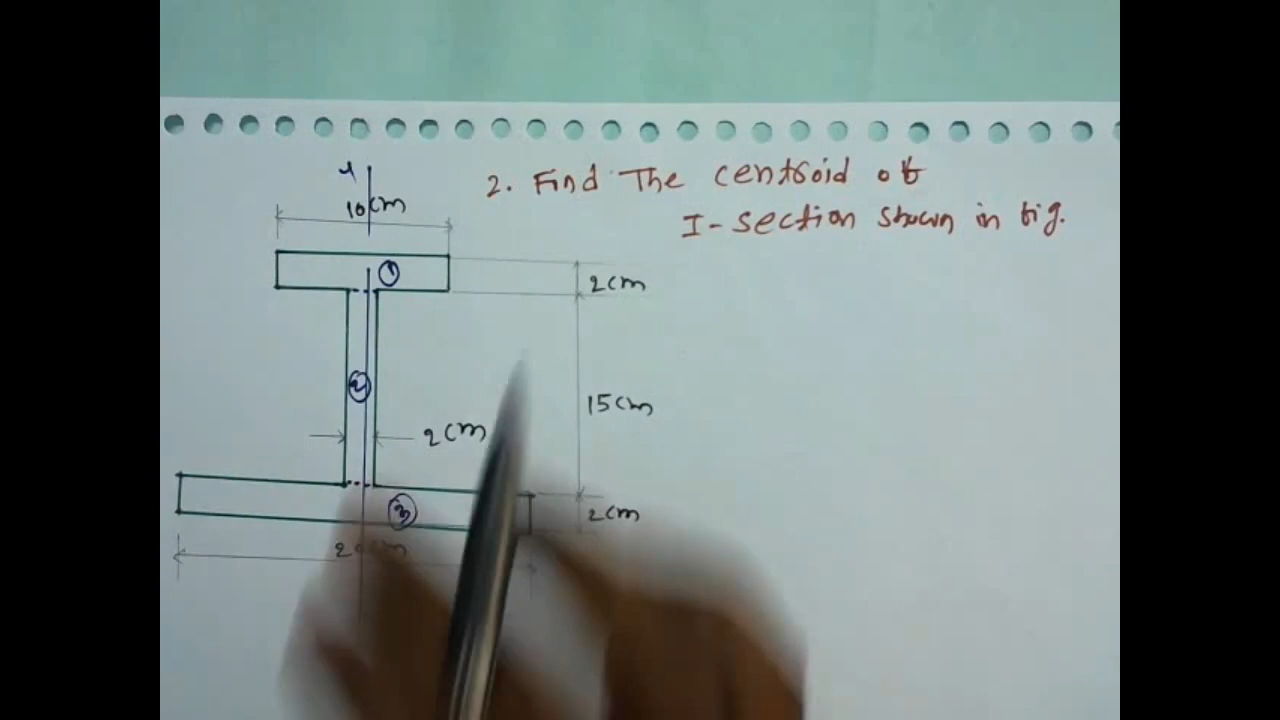 2. Find The centroid of
I-section shown in fig.
y
10cm
1
2cm
2
15cm
2cm
3
2cm